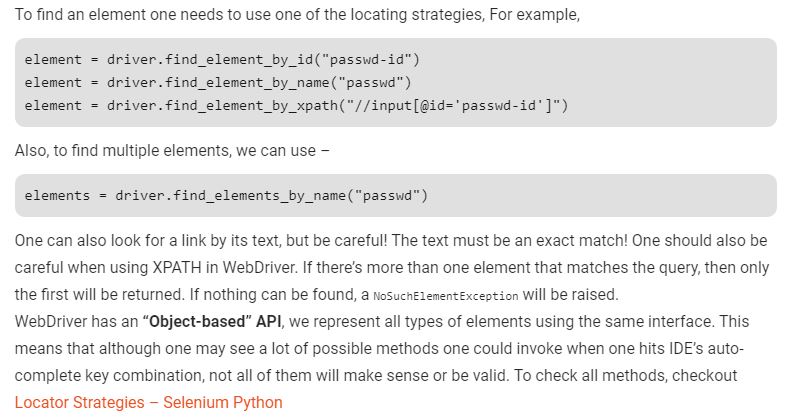 To find an element one needs to use one of the locating strategies, For example,
element = driver.find_element_by_id("passwd-id")
element = driver.find_element_by_name("passwd")
element = driver.find_element_by_xpath("//input[@id='passwd-id']")
Also, to find multiple elements, we can use –
elements = driver.find_elements_by_name("passwd")
One can also look for a link by its text, but be careful! The text must be an exact match! One should also be
careful when using XPATH in WebDriver. If there's more than one element that matches the query, then only
the first will be returned. If nothing can be found, a NoSuchElementException will be raised.
WebDriver has an “Object-based” API, we represent all types of elements using the same interface. This
means that although one may see a lot of possible methods one could invoke when one hits IDE's auto-
complete key combination, not all of them will make sense or be valid. To check all methods, checkout
Locator Strategies – Selenium Python